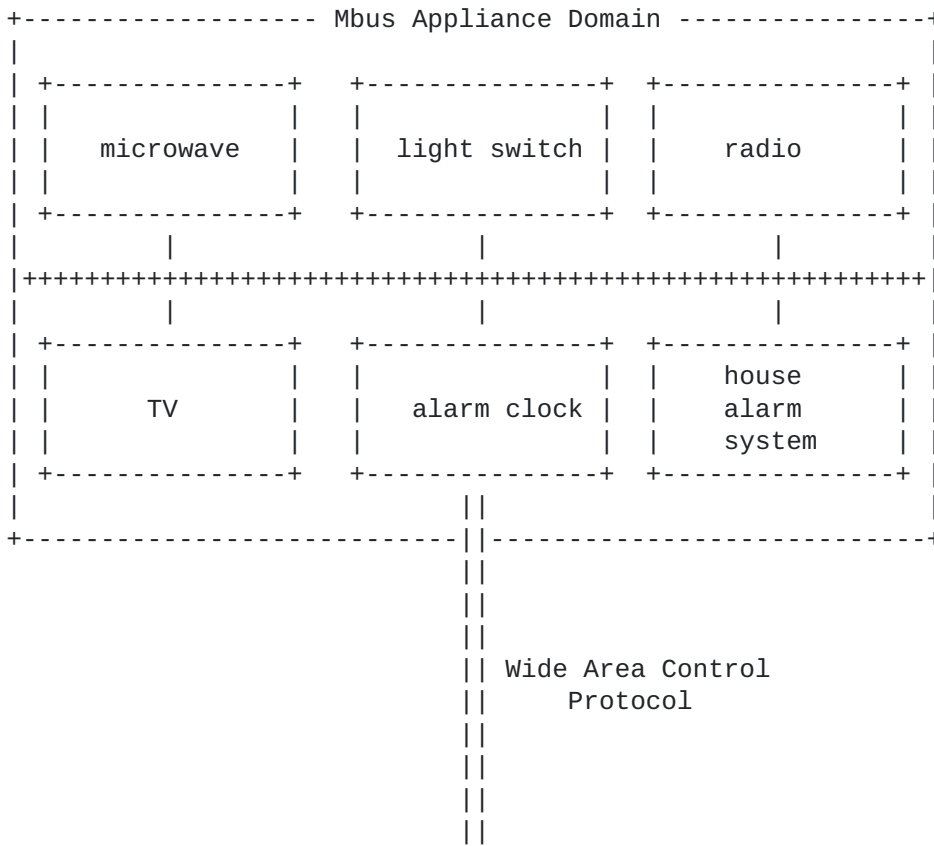 Mbus Appliance Domain
microwave light switch radio
house
TV alarm clock alarm
system
Wide Area Control
Protocol